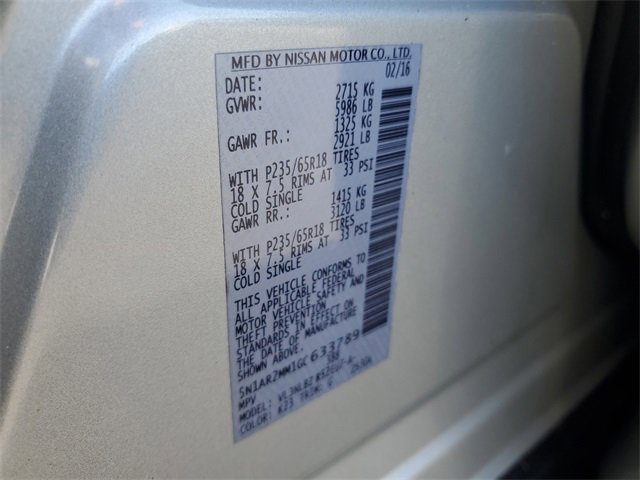 MFD BY NISSAN MOTOR CO., LTD.
DATE: 02/16
GVWR: 2715 KG
5986 LB
GAWR FR.: 1325 KG
2921 LB
WITH P235/65R18 TIRES
18 X 7.5 RIMS AT 33 PSI
COLD SINGLE
GAWR RR.: 1415 KG
3120 LB
WITH P235/65R18 TIRES
18 X 7.5 RIMS AT 33 PSI
COLD SINGLE
THIS VEHICLE CONFORMS TO
ALL APPLICABLE FEDERAL
MOTOR VEHICLE SAFETY AND
THEFT PREVENTION
STANDARDS IN EFFECT ON
THE DATE OF MANUFACTURE
SHOWN ABOVE.
5N1AR2MM1GC633789
MPV
MODEL:
COLOR: K23 TRIM: G